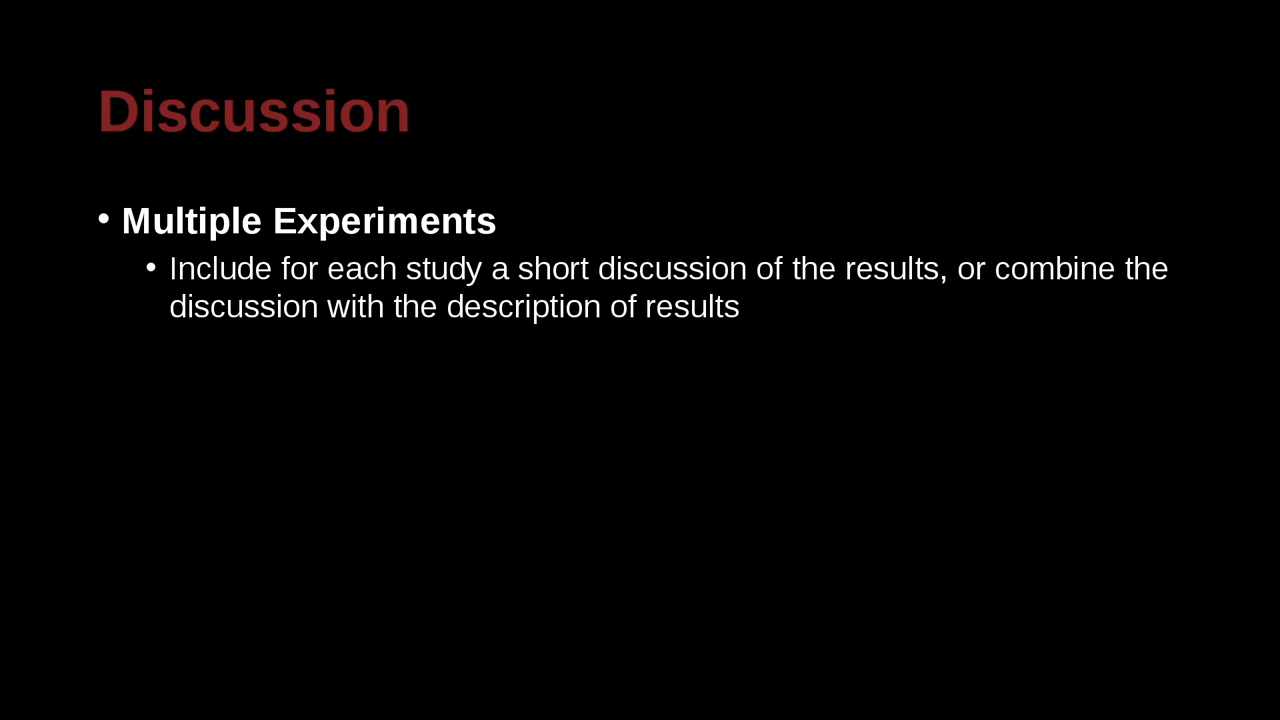 Discussion
• Multiple Experiments
• Include for each study a short discussion of the results, or combine the
discussion with the description of results